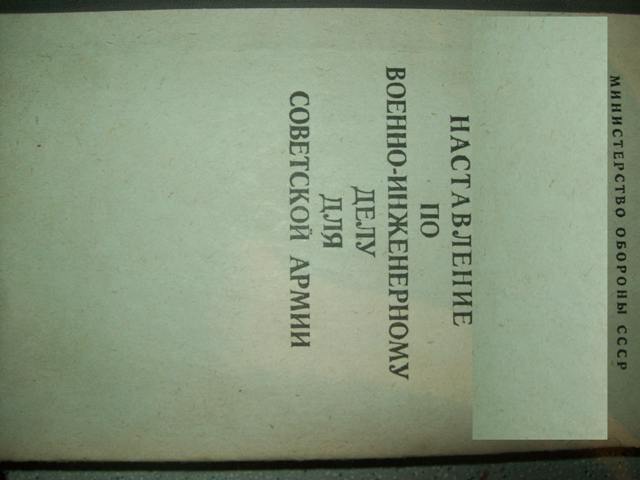 МИНИСТЕРСТВО ОБОРОНЫ СССР
НАСТАВЛЕНИЕ
ПО
ВОЕННО-ИНЖЕНЕРНОМУ
ДЕЛУ
ДЛЯ
СОВЕТСКОЙ АРМИИ